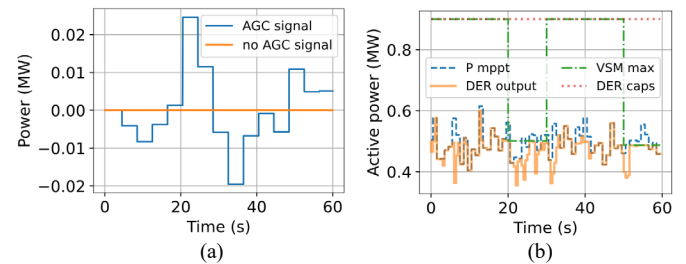 AGC signal
no AGC signal
0.02
0.01
0.00
−0.01
−0.02
Power (MW)
0 20 40 60
Time (s)
(a)
P mppt VSM max
DER output DER caps
0.8
0.6
0.4
Active power (MW)
0 20 40 60
Time (s)
(b)